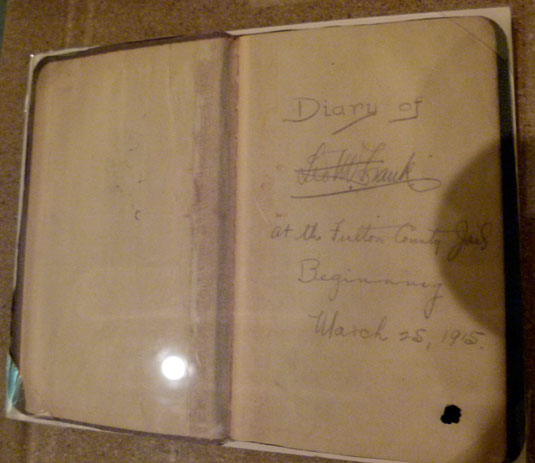 Diary of
Leo M. Frank
at the Fulton County Jail
Beginning
March 25, 1915.